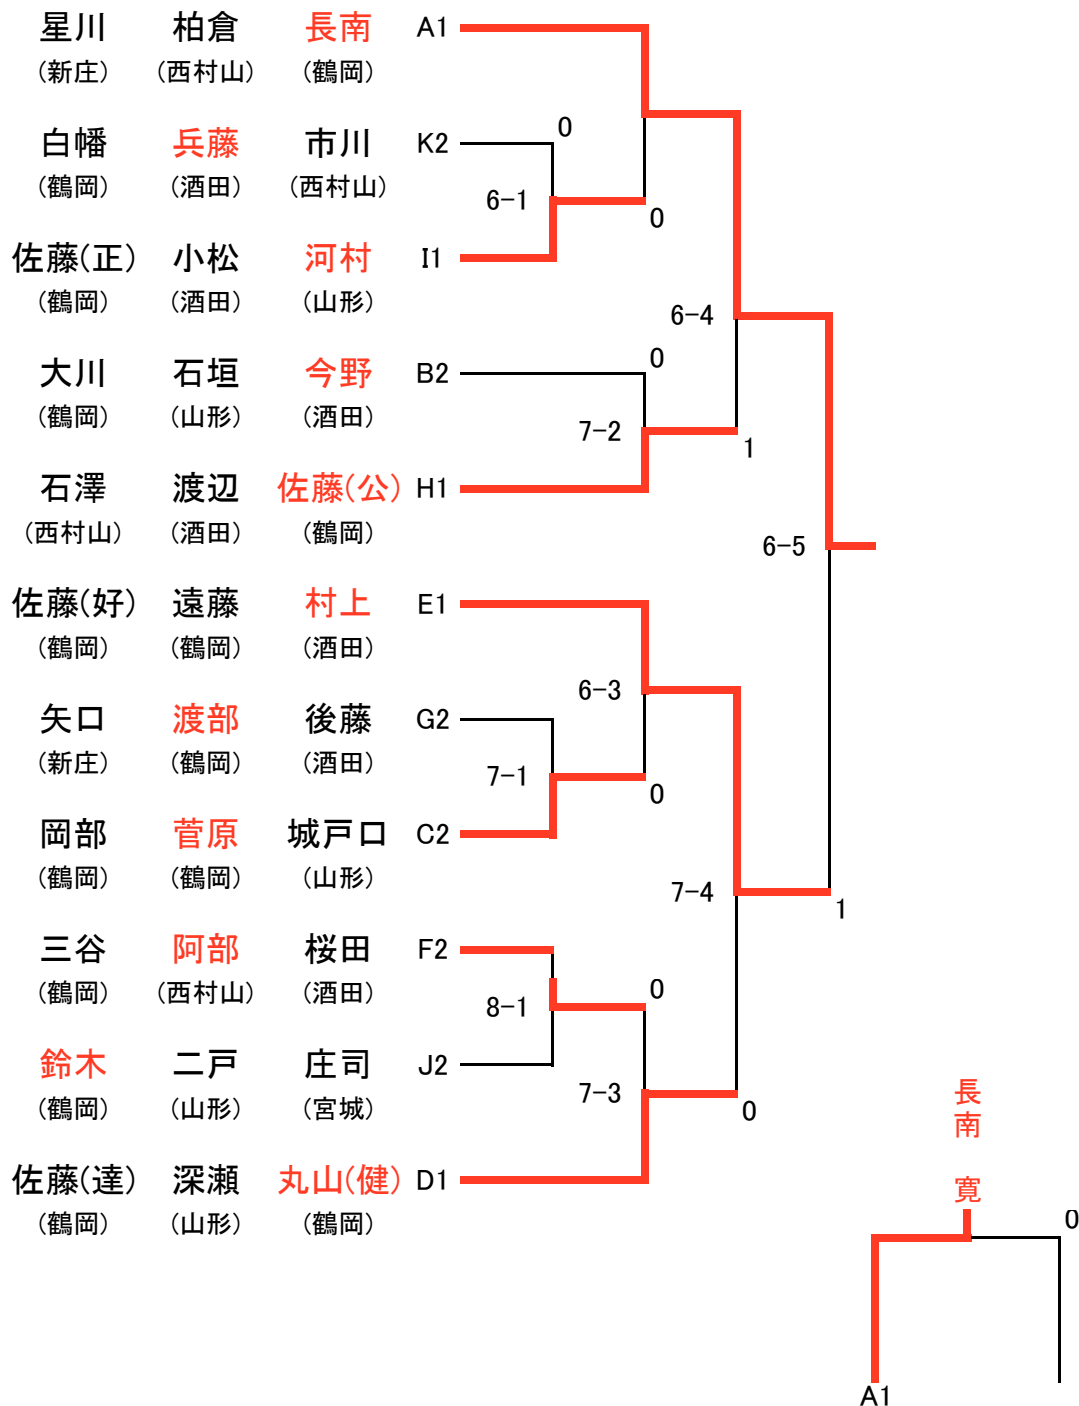 星川 柏倉 長南 A1
(新庄) (西村山) (鶴岡)
0
白幡 兵藤 市川 K2
(鶴岡) (酒田) (西村山)
6-1
0
佐藤(正) 小松 河村 I1
(鶴岡) (酒田) (山形)
6-4
0
大川 石垣 今野 B2
(鶴岡) (山形) (酒田)
7-2
1
石澤 渡辺 佐藤(公) H1
(西村山) (酒田) (鶴岡)
6-5
佐藤(好) 遠藤 村上 E1
(鶴岡) (鶴岡) (酒田)
6-3
矢口 渡部 後藤 G2
(新庄) (鶴岡) (酒田)
7-1
0
岡部 菅原 城戸口 C2
(鶴岡) (鶴岡) (山形)
7-4
1
三谷 阿部 桜田 F2
(鶴岡) (西村山) (酒田)
0
8-1
鈴木 二戸 庄司 J2
(鶴岡) (山形) (宮城)
7-3
0
佐藤(達) 深瀬 丸山(健) D1
(鶴岡) (山形) (鶴岡)
長南 寛
0
A1